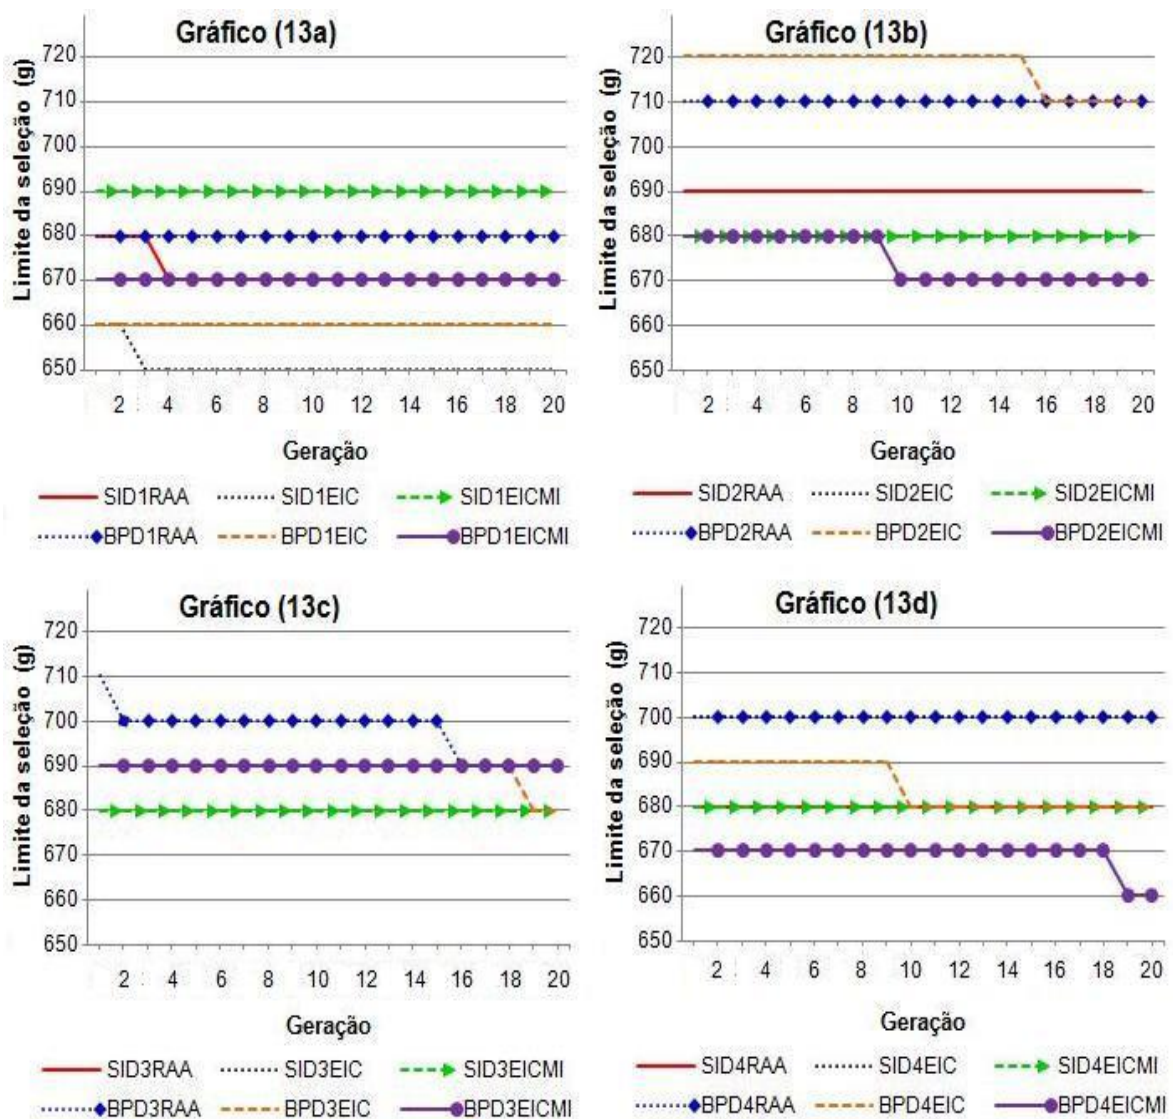 Gráfico (13a)
Limite da seleção (g)
720
710
700
690
680
670
660
650
2 4 6 8 10 12 14 16 18 20
Geração
SID1RAA SID1EIC SID1EICMI
BPD1RAA BPD1EIC BPD1EICMI
Gráfico (13b)
Limite da seleção (g)
720
710
700
690
680
670
660
650
2 4 6 8 10 12 14 16 18 20
Geração
SID2RAA SID2EIC SID2EICMI
BPD2RAA BPD2EIC BPD2EICMI
Gráfico (13c)
Limite da seleção (g)
720
710
700
690
680
670
660
650
2 4 6 8 10 12 14 16 18 20
Geração
SID3RAA SID3EIC SID3EICMI
BPD3RAA BPD3EIC BPD3EICMI
Gráfico (13d)
Limite da seleção (g)
720
710
700
690
680
670
660
650
2 4 6 8 10 12 14 16 18 20
Geração
SID4RAA SID4EIC SID4EICMI
BPD4RAA BPD4EIC BPD4EICMI